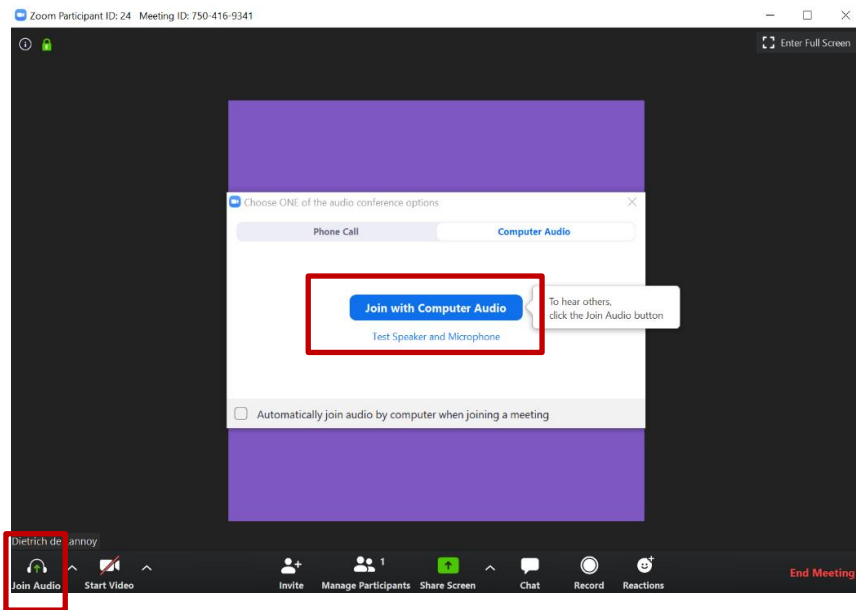 Zoom Participant ID: 24 Meeting ID: 750-416-9341
Enter Full Screen
Choose ONE of the audio conference options
Phone Call
Computer Audio
Join with Computer Audio
To hear others,
click the Join Audio button
Test Speaker and Microphone
Automatically join audio by computer when joining a meeting
Dietrich de annoy
Join Audio
Start Video
Invite
Manage Participants
1
Share Screen
Chat
Record
Reactions
End Meeting